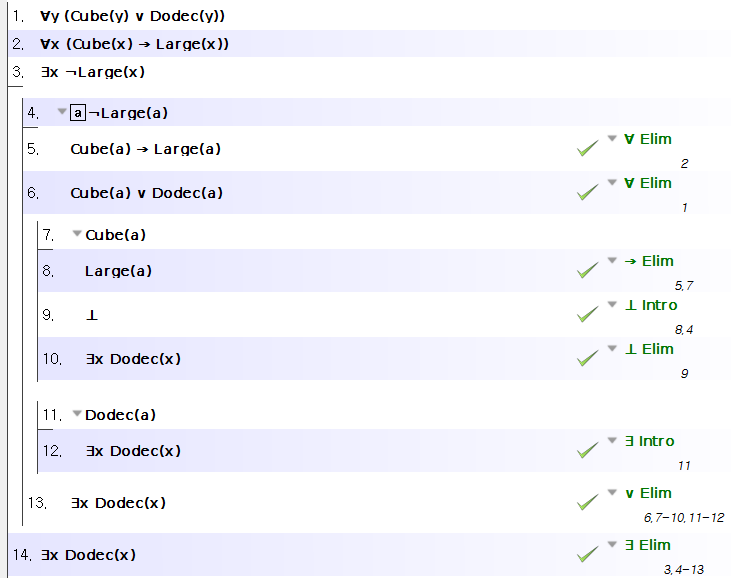 1. ∀y (Cube(y) ∨ Dodec(y))
2. ∀x (Cube(x) → Large(x))
3. ∃x ¬Large(x)
4. a ¬Large(a)
5. Cube(a) → Large(a) ∀ Elim
2
6. Cube(a) ∨ Dodec(a) ∀ Elim
1
7. Cube(a)
8. Large(a) → Elim
5,7
9. ⊥ ⊥ Intro
8,4
10. ∃x Dodec(x) ⊥ Elim
9
11. Dodec(a)
12. ∃x Dodec(x) ∃ Intro
11
13. ∃x Dodec(x) ∨ Elim
6,7-10,11-12
14. ∃x Dodec(x) ∃ Elim
3,4-13